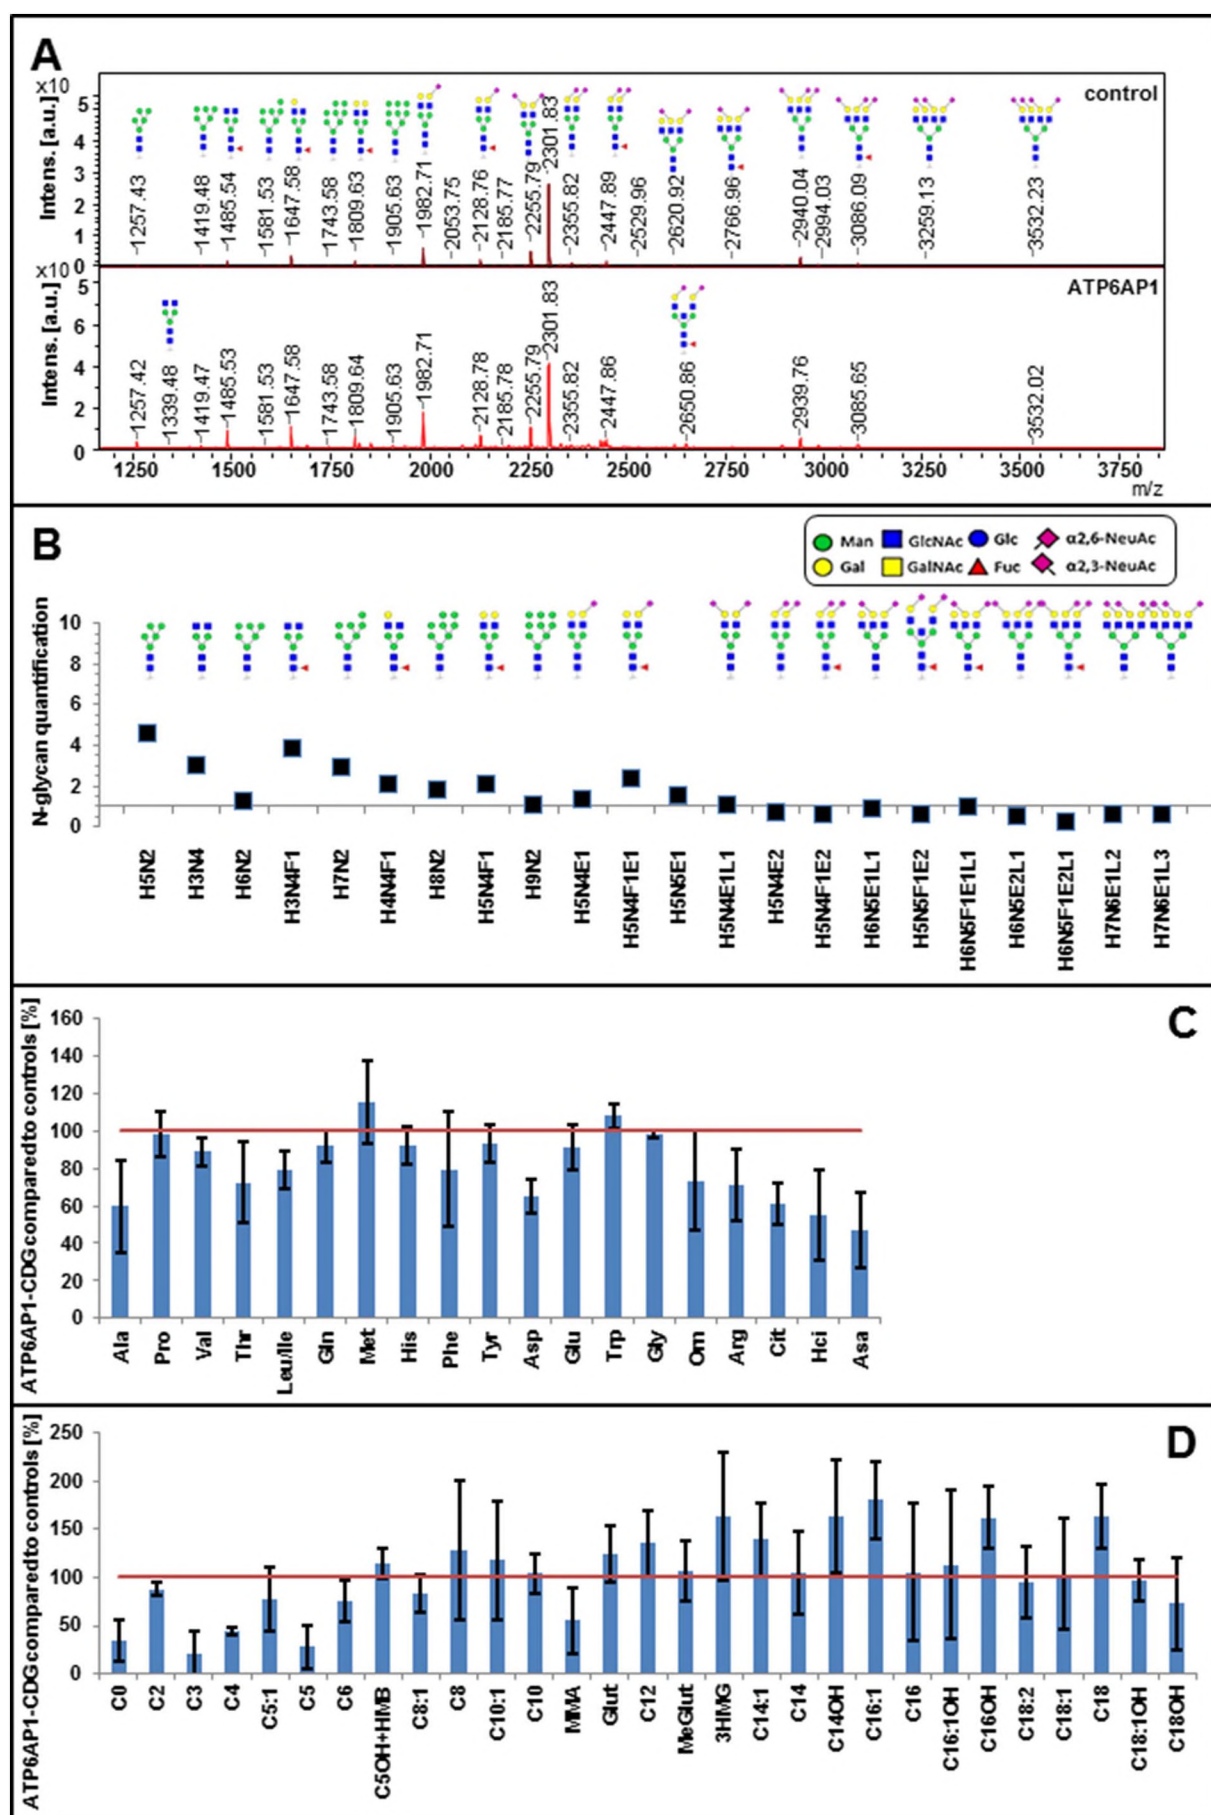 A
×10
control
5
4
3
2
1
0
Intens. [a.u.]
1257.43
1419.48
1485.54
1581.53
1647.58
1743.58
1809.63
1905.63
1982.71
2053.75
2128.76
2185.77
2255.79
2301.83
2355.82
2447.89
2529.96
2620.92
2766.96
2940.04
2994.03
3086.09
3259.13
3532.23
×10
ATP6AP1
5
6
4
2
0
Intens. [a.u.]
1257.42
1339.48
1419.47
1485.53
1581.53
1647.58
1743.58
1809.64
1905.63
1982.71
2128.78
2185.78
2255.79
2301.83
2355.82
2447.86
2650.86
2939.76
3085.65
3532.02
1250 1500 1750 2000 2250 2500 2750 3000 3250 3500 3750
m/z
B
Man GlcNAc Glc α2,6-NeuAc
Gal GalNAc Fuc α2,3-NeuAc
N-glycan quantification
10
8
6
4
2
0
H5N2
H3N4
H6N2
H3N4F1
H7N2
H4N4F1
H8N2
H5N4F1
H9N2
H5N4E1
H5N4F1E1
H5N5E1
H5N4E1L1
H5N4E2
H5N4F1E2
H6N5E1L1
H5N5F1E2
H6N5F1E1L1
H6N5E2L1
H6N5F1E2L1
H7N6E1L2
H7N6E1L3
C
ATP6AP1-CDG compared to controls [%]
160
140
120
100
80
60
40
20
0
Ala
Pro
Val
Thr
Leu/Ile
Gln
Met
His
Phe
Tyr
Asp
Glu
Trp
Gly
Orn
Arg
Cit
Hci
Asa
D
ATP6AP1-CDG compared to controls [%]
250
200
150
100
50
0
C0
C2
C3
C4
C5:1
C5
C6
C5OH+HMB
C8:1
C8
C10:1
C10
MMA
Glut
C12
MeGlut
3HMG
C14:1
C14
C14OH
C16:1
C16
C16:1OH
C16OH
C18:2
C18:1
C18
C18:1OH
C18OH